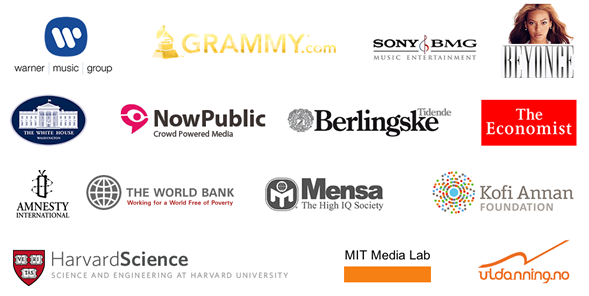 warner | music | group
GRAMMY.com
SONY BMG
MUSIC ENTERTAINMENT
BEYONCE
THE WHITE HOUSE
WASHINGTON
NowPublic
Crowd Powered Media
Berlingske Tidende
The
Economist
AMNESTY
INTERNATIONAL
THE WORLD BANK
Working for a World Free of Poverty
Mensa
The High IQ Society
Kofi Annan
FOUNDATION
VE RI TAS
HarvardScience
SCIENCE AND ENGINEERING AT HARVARD UNIVERSITY
MIT Media Lab
utdanning.no